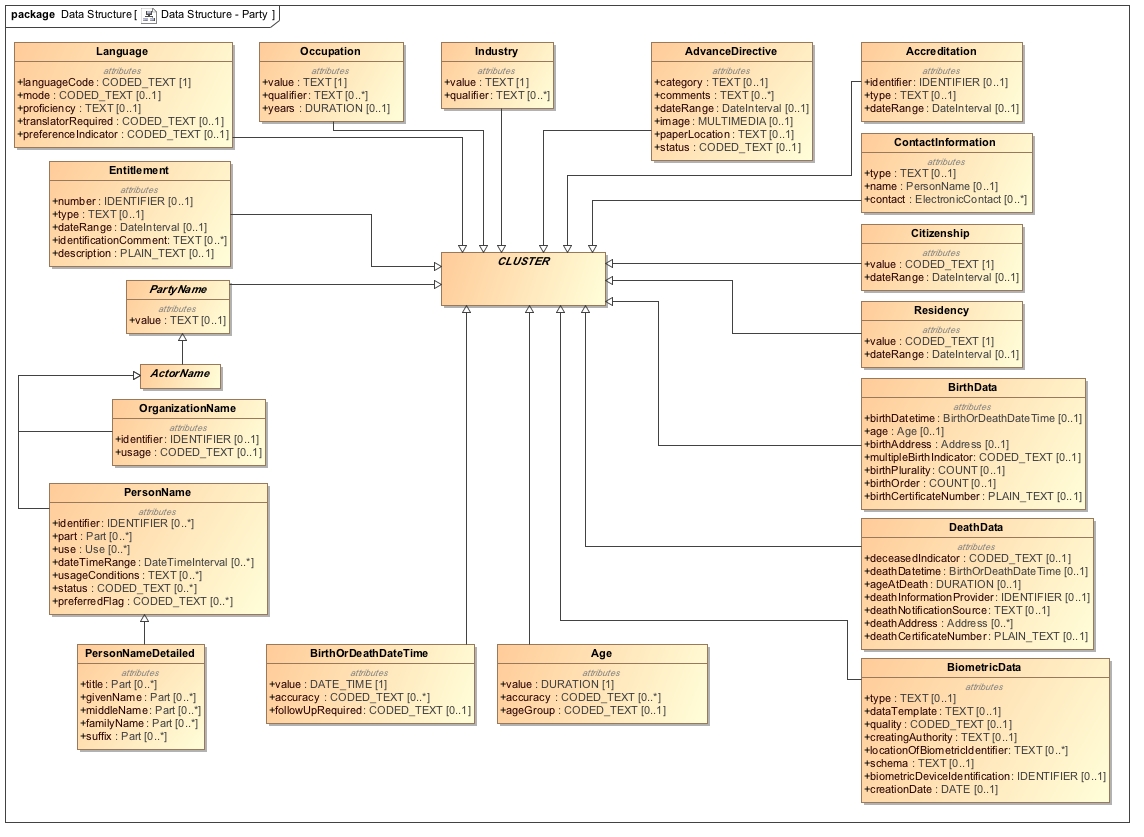 package Data Structure [ Data Structure - Party ]
Language
attributes
+languageCode : CODED_TEXT [1]
+mode : CODED_TEXT [0..1]
+proficiency : TEXT [0..1]
+translatorRequired : CODED_TEXT [0..1]
+preferenceIndicator : CODED_TEXT [0..1]
Occupation
attributes
+value : TEXT [1]
+qualifier : TEXT [0..*]
+years : DURATION [0..1]
Industry
attributes
+value : TEXT [1]
+qualifier : TEXT [0..*]
AdvanceDirective
attributes
+category : TEXT [0..1]
+comments : TEXT [0..*]
+dateRange : DateInterval [0..1]
+image : MULTIMEDIA [0..1]
+paperLocation : TEXT [0..1]
+status : CODED_TEXT [0..1]
Accreditation
attributes
+identifier : IDENTIFIER [0..1]
+type : TEXT [0..1]
+dateRange : DateInterval [0..1]
ContactInformation
attributes
+type : TEXT [0..1]
+name : PersonName [0..1]
+contact : ElectronicContact [0..*]
Entitlement
attributes
+number : IDENTIFIER [0..1]
+type : TEXT [0..1]
+dateRange : DateInterval [0..1]
+identificationComment : TEXT [0..*]
+description : PLAIN_TEXT [0..1]
CLUSTER
Citizenship
attributes
+value : CODED_TEXT [1]
+dateRange : DateInterval [0..1]
PartyName
attributes
+value : TEXT [0..1]
Residency
attributes
+value : CODED_TEXT [1]
+dateRange : DateInterval [0..1]
ActorName
OrganizationName
attributes
+identifier : IDENTIFIER [0..1]
+usage : CODED_TEXT [0..1]
BirthData
attributes
+birthDatetime : BirthOrDeathDateTime [0..1]
+age : Age [0..1]
+birthAddress : Address [0..1]
+multipleBirthIndicator : CODED_TEXT [0..1]
+birthPlurality : COUNT [0..1]
+birthOrder : COUNT [0..1]
+birthCertificateNumber : PLAIN_TEXT [0..1]
PersonName
attributes
+identifier : IDENTIFIER [0..*]
+part : Part [0..*]
+use : Use [0..*]
+dateTimeRange : DateTimeInterval [0..*]
+usageConditions : TEXT [0..*]
+status : CODED_TEXT [0..*]
+preferredFlag : CODED_TEXT [0..*]
DeathData
attributes
+deceasedIndicator : CODED_TEXT [0..1]
+deathDatetime : BirthOrDeathDateTime [0..1]
+ageAtDeath : DURATION [0..1]
+deathInformationProvider : IDENTIFIER [0..1]
+deathNotificationSource : TEXT [0..1]
+deathAddress : Address [0..*]
+deathCertificateNumber : PLAIN_TEXT [0..1]
PersonNameDetailed
attributes
+title : Part [0..*]
+givenName : Part [0..*]
+middleName : Part [0..*]
+familyName : Part [0..*]
+suffix : Part [0..*]
BirthOrDeathDateTime
attributes
+value : DATE_TIME [1]
+accuracy : CODED_TEXT [0..*]
+followUpRequired : CODED_TEXT [0..1]
Age
attributes
+value : DURATION [1]
+accuracy : CODED_TEXT [0..*]
+ageGroup : CODED_TEXT [0..1]
BiometricData
attributes
+type : TEXT [0..1]
+dataTemplate : TEXT [0..1]
+quality : CODED_TEXT [0..1]
+creatingAuthority : TEXT [0..1]
+locationOfBiometricIdentifier : TEXT [0..*]
+schema : TEXT [0..1]
+biometricDeviceIdentification : IDENTIFIER [0..1]
+creationDate : DATE [0..1]